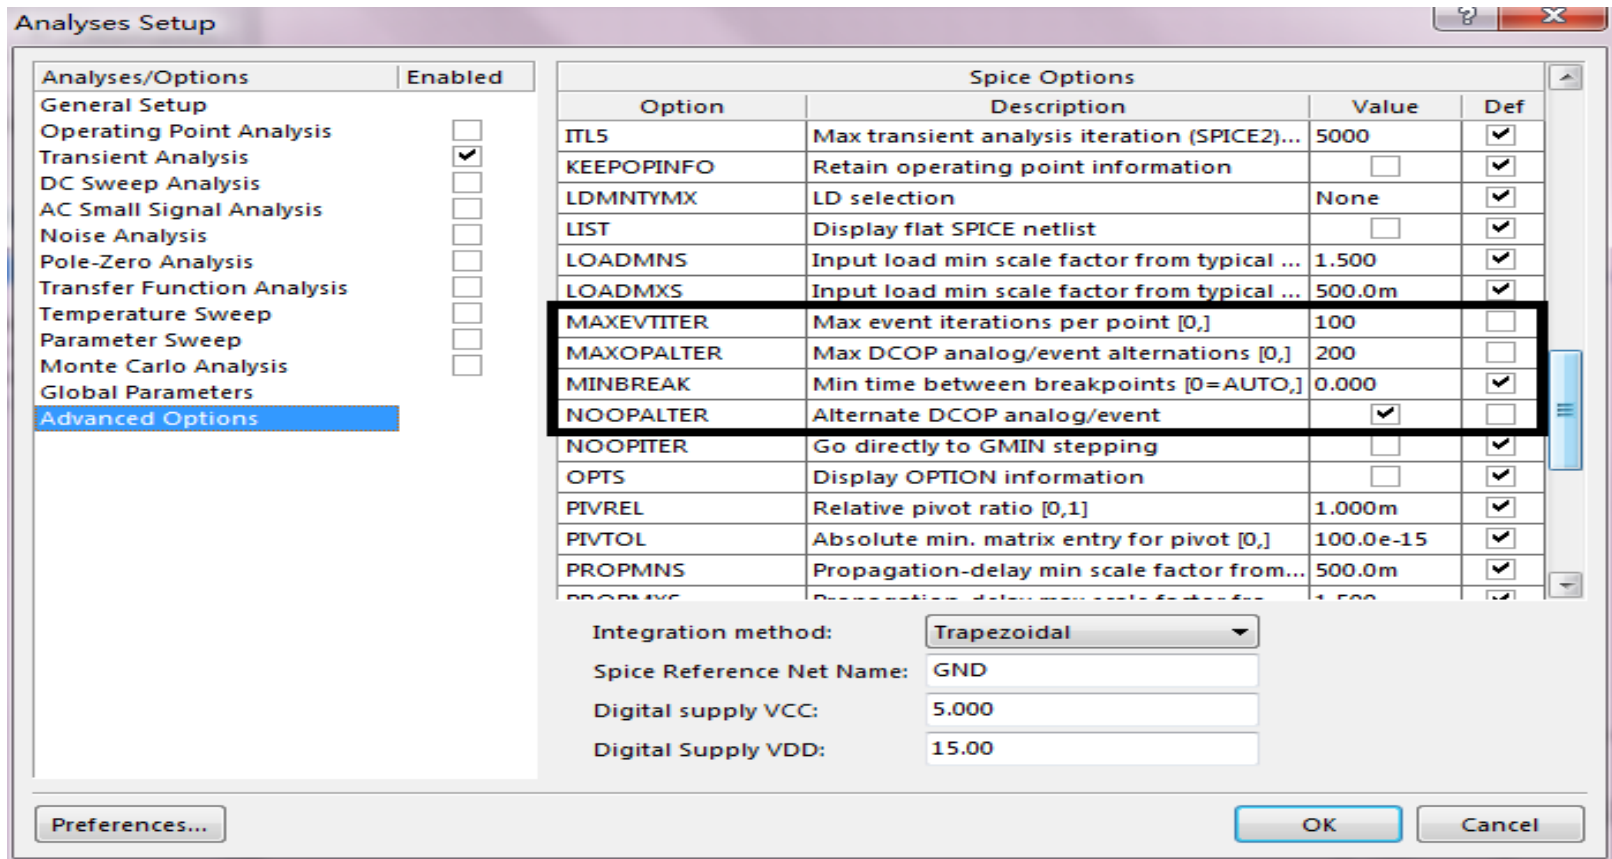 Analyses Setup
Analyses/Options Enabled
General Setup
Operating Point Analysis
Transient Analysis
DC Sweep Analysis
AC Small Signal Analysis
Noise Analysis
Pole-Zero Analysis
Transfer Function Analysis
Temperature Sweep
Parameter Sweep
Monte Carlo Analysis
Global Parameters
Advanced Options
Spice Options
Option Description Value Def
ITL5 Max transient analysis iteration (SPICE2)... 5000
KEEPOPINFO Retain operating point information
LDMNTYMX LD selection None
LIST Display flat SPICE netlist
LOADMNS Input load min scale factor from typical ... 1.500
LOADMXS Input load min scale factor from typical ... 500.0m
MAXEVTITER Max event iterations per point [0,] 100
MAXOPALTER Max DCOP analog/event alternations [0,] 200
MINBREAK Min time between breakpoints [0=AUTO,] 0.000
NOOPALTER Alternate DCOP analog/event
NOOPITER Go directly to GMIN stepping
OPTS Display OPTION information
PIVREL Relative pivot ratio [0,1] 1.000m
PIVTOL Absolute min. matrix entry for pivot [0,] 100.0e-15
PROPMNS Propagation-delay min scale factor from... 500.0m
Integration method: Trapezoidal
Spice Reference Net Name: GND
Digital supply VCC: 5.000
Digital Supply VDD: 15.00
Preferences... OK Cancel